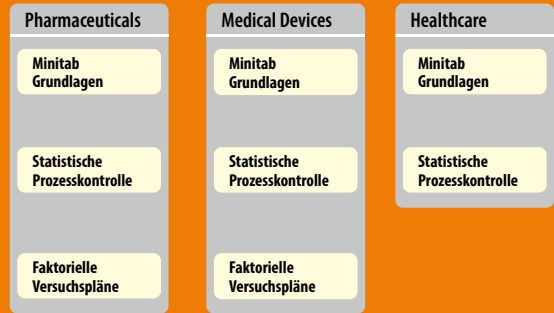 Pharmaceuticals
Minitab
Grundlagen
Statistische
Prozesskontrolle
Faktorielle
Versuchspläne
Medical Devices
Minitab
Grundlagen
Statistische
Prozesskontrolle
Faktorielle
Versuchspläne
Healthcare
Minitab
Grundlagen
Statistische
Prozesskontrolle